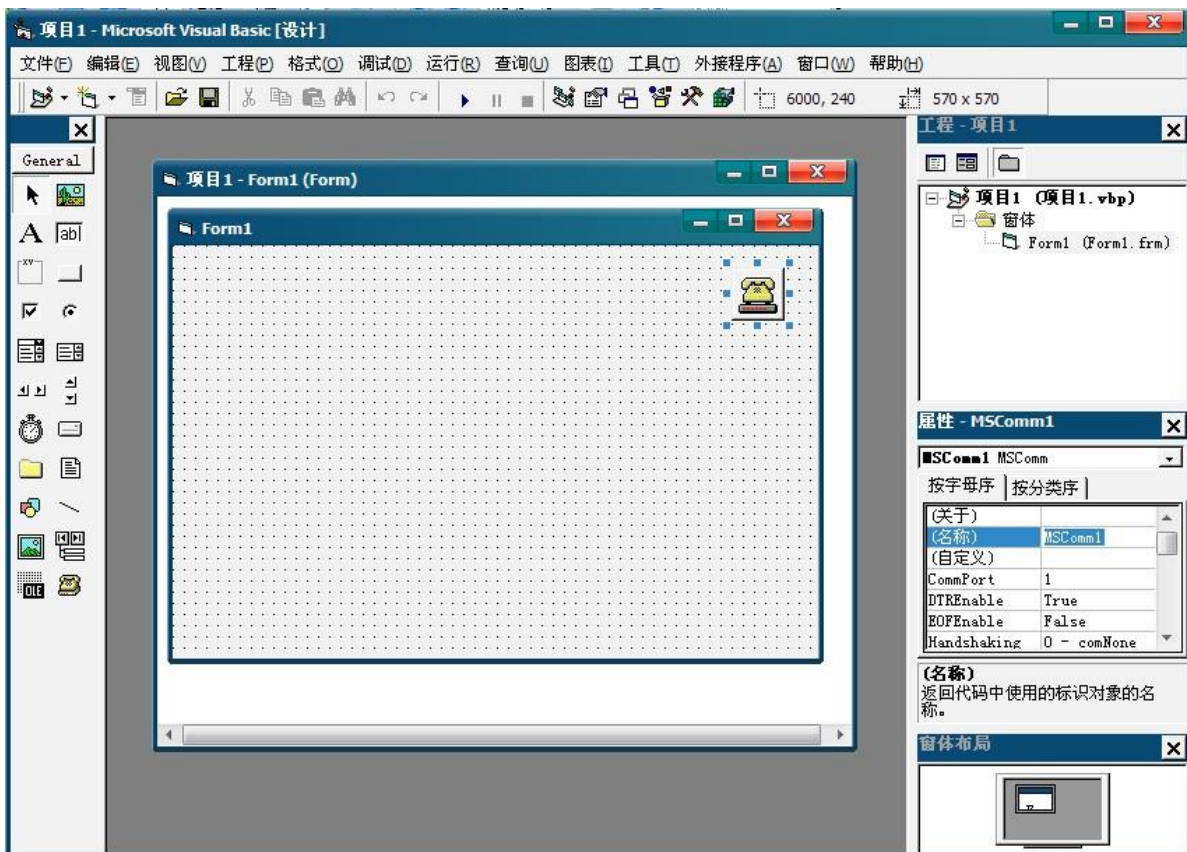 项目1 - Microsoft Visual Basic [设计]
文件(F) 编辑(E) 视图(V) 工程(P) 格式(O) 调试(D) 运行(R) 查询(U) 图表(I) 工具(T) 外接程序(A) 窗口(W) 帮助(H)
6000, 240 570 x 570
General
A ab
XY
OLE
项目1 - Form1 (Form)
Form1
工程 - 项目1
项目1 (项目1.vbp)
窗体
Form1 (Form1.frm)
属性 - MSComm1
MSComm1 MSComm
按字母序 按分类序
(关于)
(名称) MSComm1
(自定义)
CommPort 1
DTREnable True
EOFEnable False
Handshaking 0 - comNone
(名称)
返回代码中使用的标识对象的名
称。
窗体布局